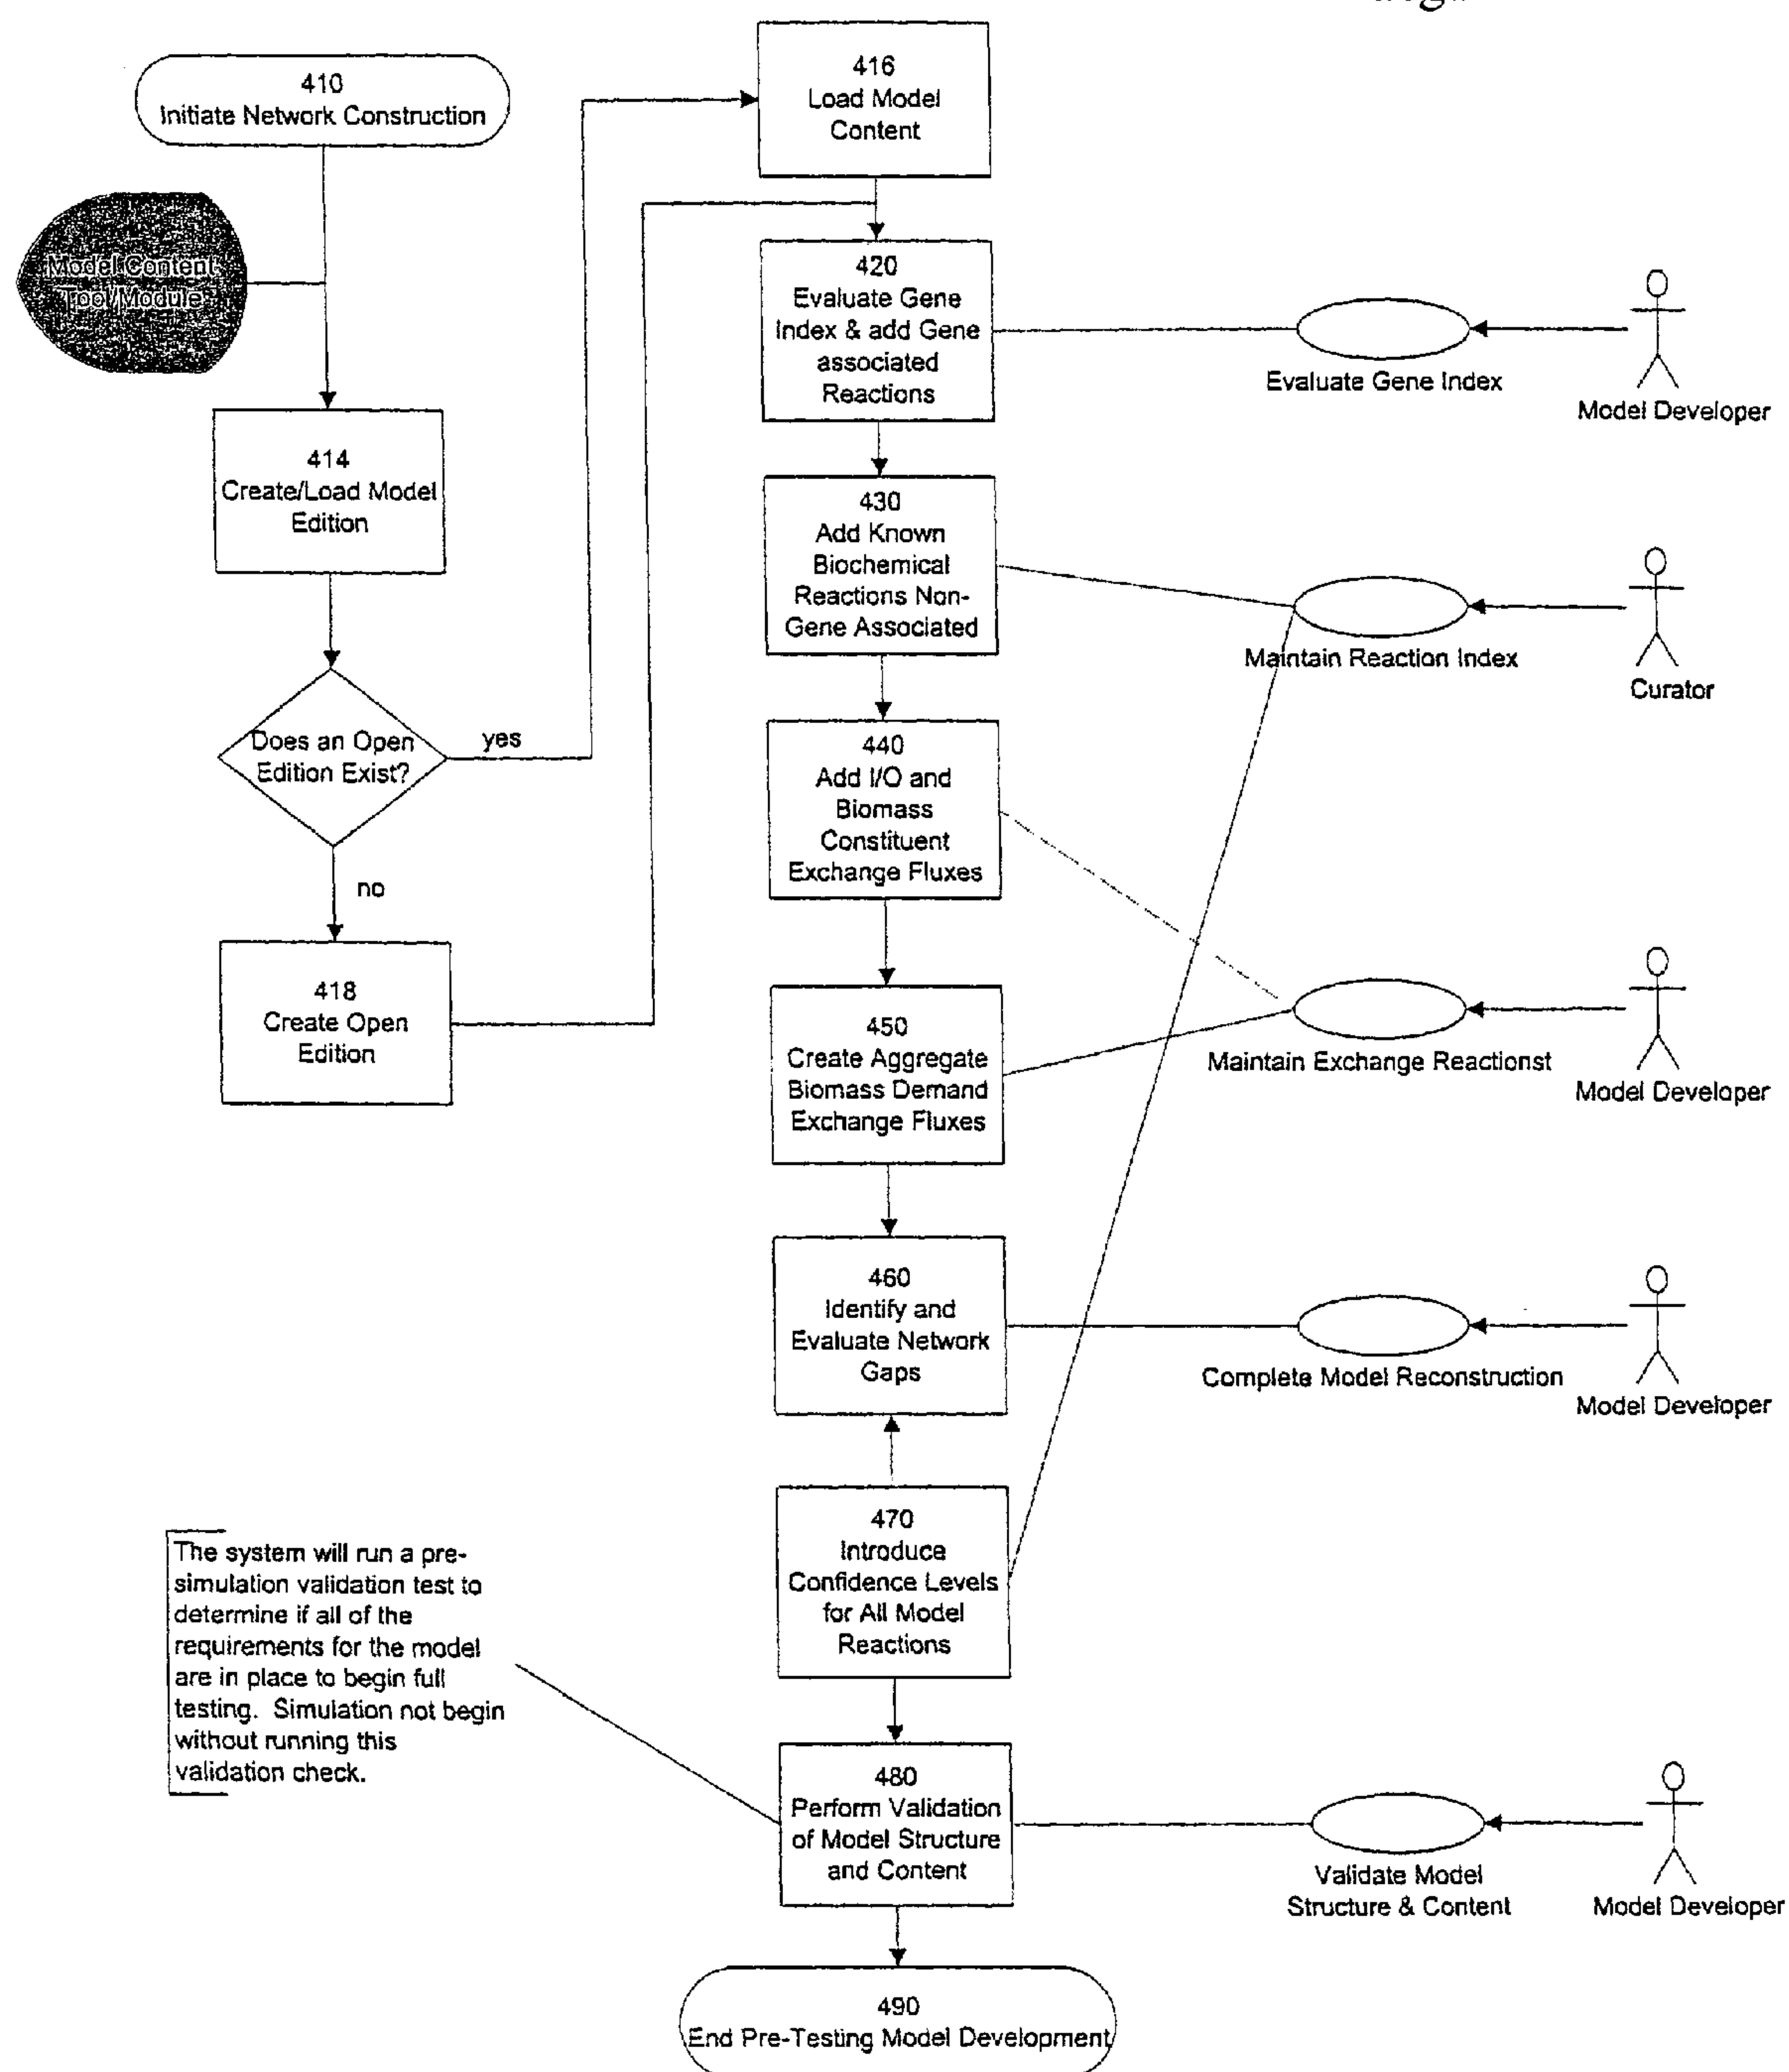 410
Initiate Network Construction
Model Content
Tool/Module?
414
Create/Load Model
Edition
Does an Open
Edition Exist?
yes
no
418
Create Open
Edition
416
Load Model
Content
420
Evaluate Gene
Index & add Gene
associated
Reactions
Evaluate Gene Index
Model Developer
430
Add Known
Biochemical
Reactions Non-
Gene Associated
Maintain Reaction Index
Curator
440
Add I/O and
Biomass
Constituent
Exchange Fluxes
450
Create Aggregate
Biomass Demand
Exchange Fluxes
Maintain Exchange Reactionst
Model Developer
460
Identify and
Evaluate Network
Gaps
Complete Model Reconstruction
Model Developer
470
Introduce
Confidence Levels
for All Model
Reactions
The system will run a pre-
simulation validation test to
determine if all of the
requirements for the model
are in place to begin full
testing. Simulation not begin
without running this
validation check.
480
Perform Validation
of Model Structure
and Content
Validate Model
Structure & Content
Model Developer
490
End Pre-Testing Model Development